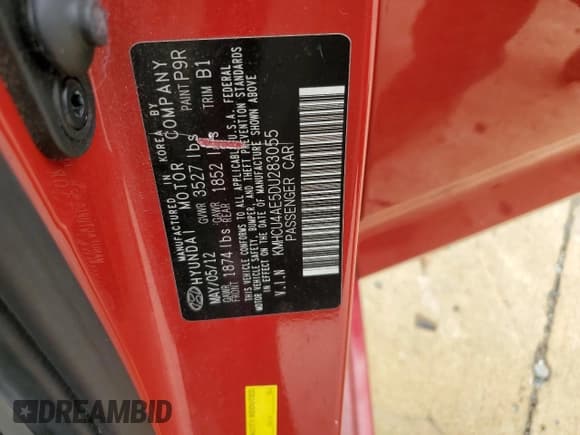 MANUFACTURED IN KOREA BY
HYUNDAI MOTOR COMPANY
MAY/05/12 GVWR 3527 lbs PAINT P9R
GAWR FRONT 1874 lbs GAWR REAR 1852 lbs TRIM B1
THIS VEHICLE CONFORMS TO ALL APPLICABLE U.S.A. FEDERAL
MOTOR VEHICLE SAFETY, BUMPER, AND THEFT PREVENTION STANDARDS
IN EFFECT ON THE DATE OF MANUFACTURE SHOWN ABOVE
V.I.N KMHCU4AE5DU283055
PASSENGER CAR
DREAMBID